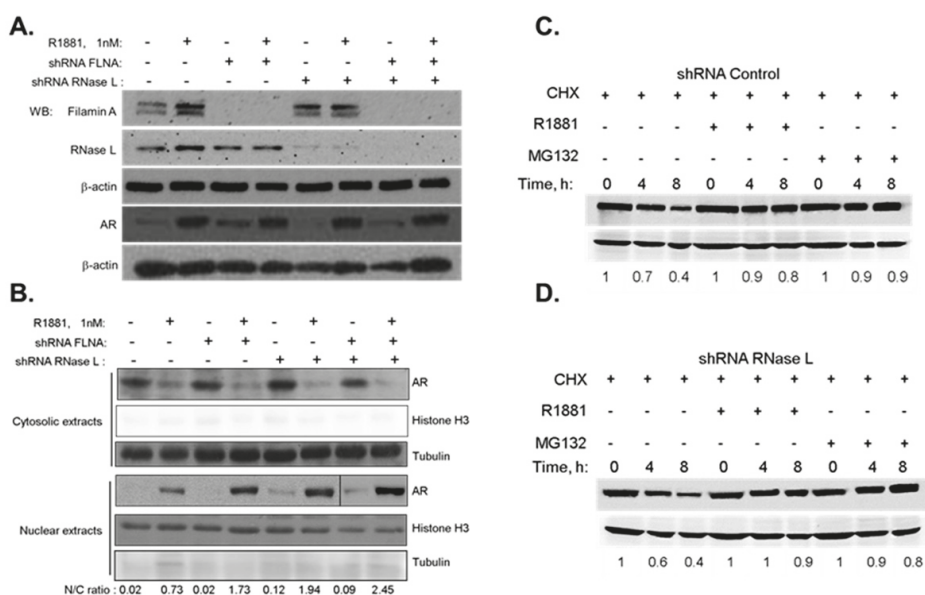 A.
R1881, 1nM: - + - + - + - +
shRNA FLNA: - - + + - - + +
shRNA RNase L : - - - - + + + +
WB: Filamin A
RNase L
β-actin
AR
β-actin
B.
R1881, 1nM: - + - + - + - +
shRNA FLNA: - - + + - - + +
shRNA RNase L : - - - - + + + +
Cytosolic extracts
AR
Histone H3
Tubulin
Nuclear extracts
AR
Histone H3
Tubulin
N/C ratio : 0.02 0.73 0.02 1.73 0.12 1.94 0.09 2.45
C.
shRNA Control
CHX + + + + + + + + +
R1881 - - - + + + - - -
MG132 - - - - - - + + +
Time, h: 0 4 8 0 4 8 0 4 8
1 0.7 0.4 1 0.9 0.8 1 0.9 0.9
D.
shRNA RNase L
CHX + + + + + + + + +
R1881 - - - + + + - - -
MG132 - - - - - - + + +
Time, h: 0 4 8 0 4 8 0 4 8
1 0.6 0.4 1 1 0.9 1 0.9 0.8